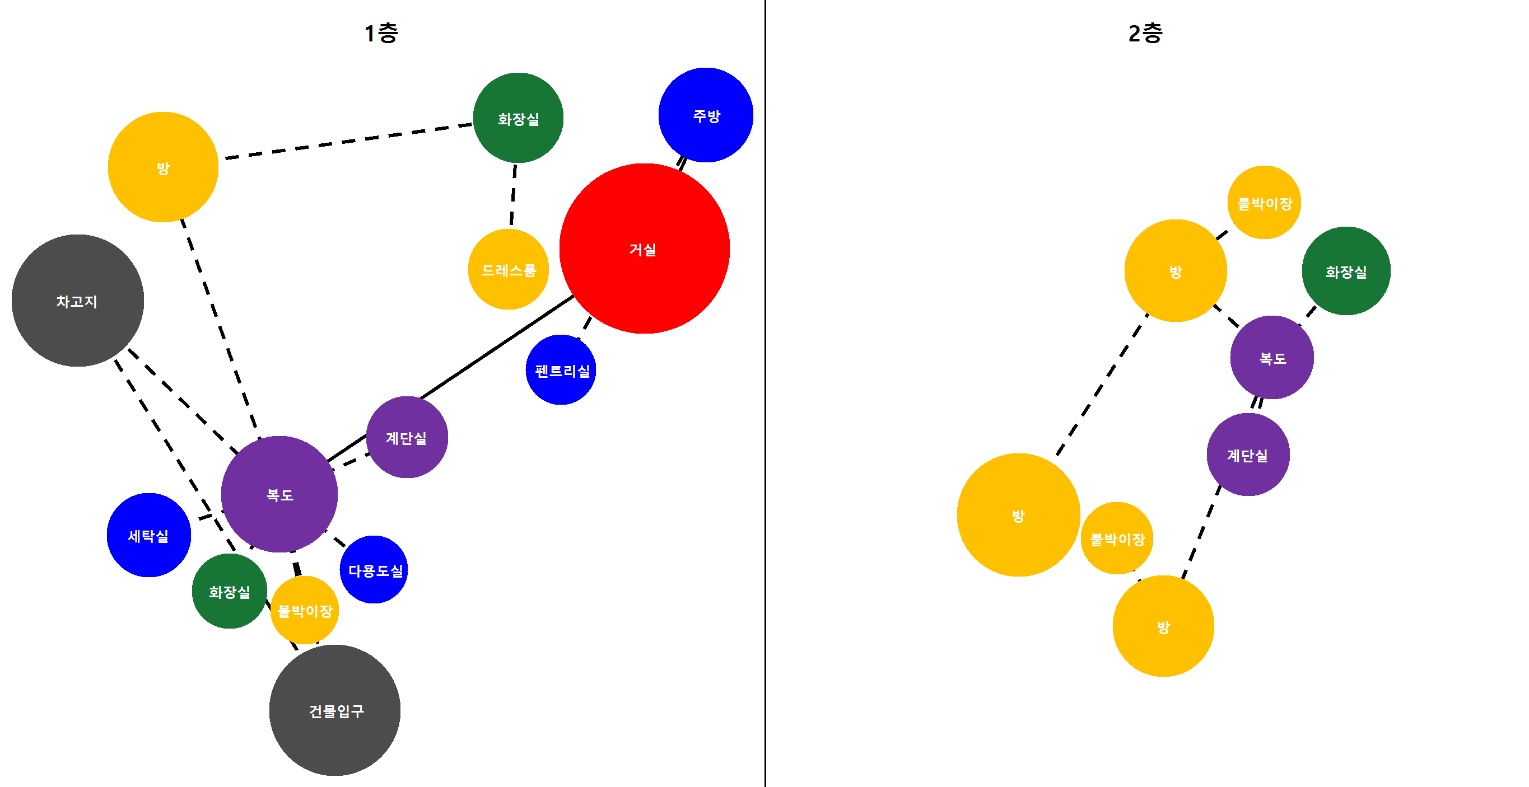 1층
화장실
주방
방
거실
드레스룸
차고지
펜트리실
계단실
복도
세탁실
다용도실
화장실
붙박이장
건물입구
2층
붙박이장
방
화장실
복도
계단실
방
붙박이장
방